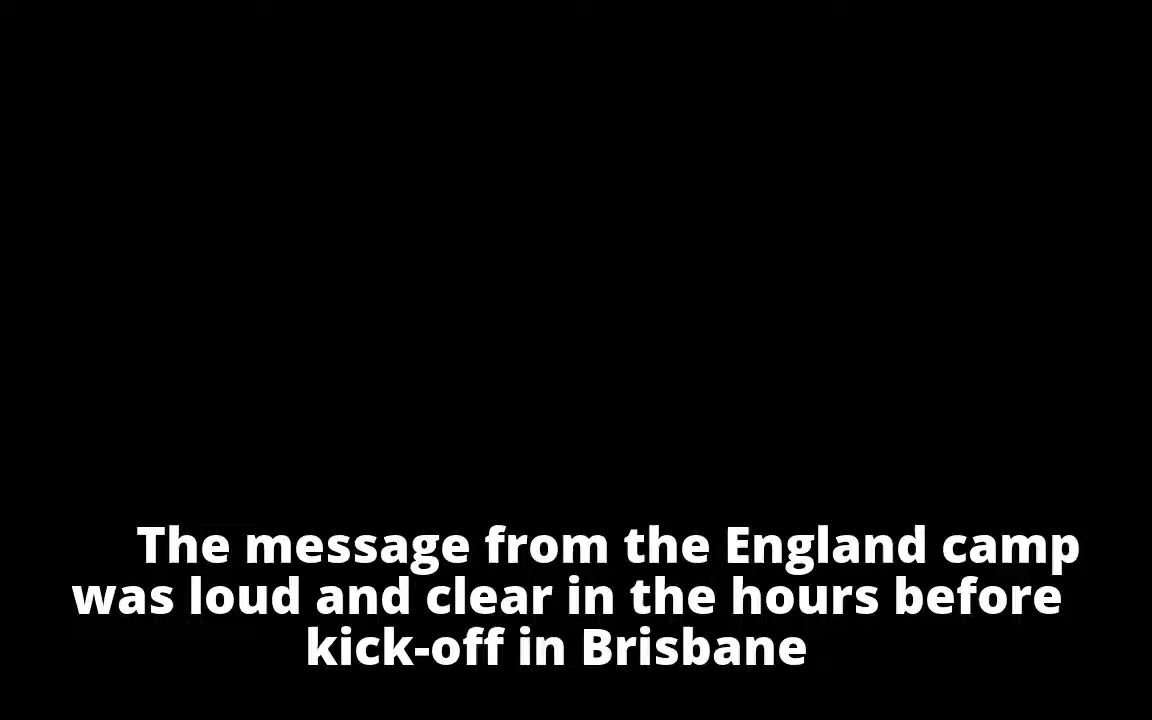 The message from the England camp
was loud and clear in the hours before
kick-off in Brisbane